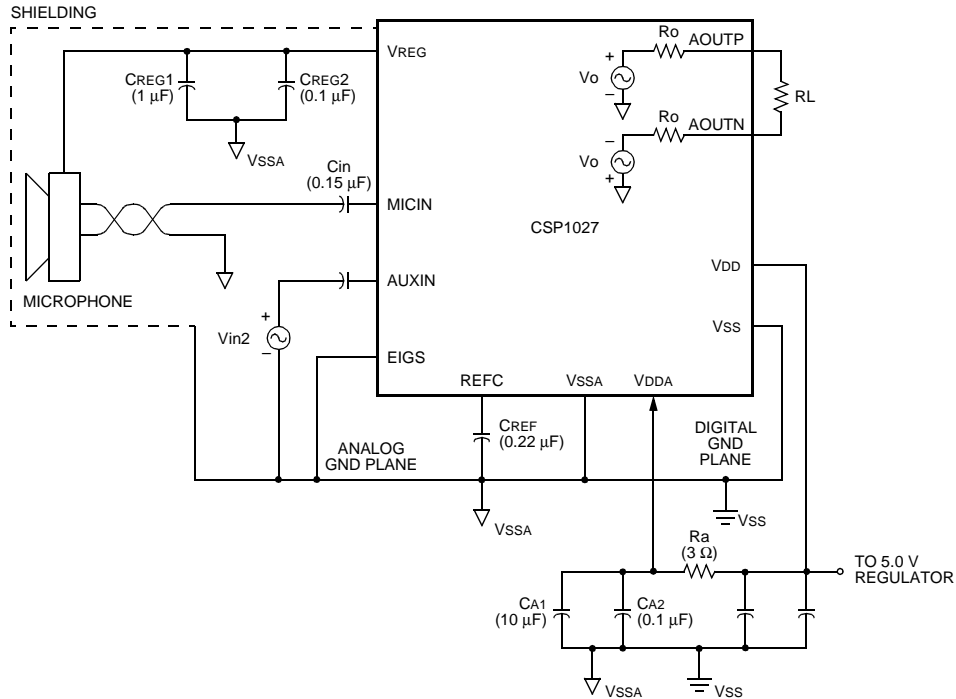 SHIELDING
VREG
CREG1
(1 µF)
CREG2
(0.1 µF)
VSSA
Cin
(0.15 µF)
MICIN
AUXIN
EIGS
MICROPHONE
+
Vin2
–
Ro
AOUTP
+
Vo
–
RL
Ro
AOUTN
–
Vo
+
CSP1027
VDD
VSS
REFC
VSSA
VDDA
CREF
(0.22 µF)
ANALOG
GND PLANE
DIGITAL
GND
PLANE
VSSA
VSS
Ra
(3 Ω)
TO 5.0 V
REGULATOR
CA1
(10 µF)
CA2
(0.1 µF)
VSSA
VSS